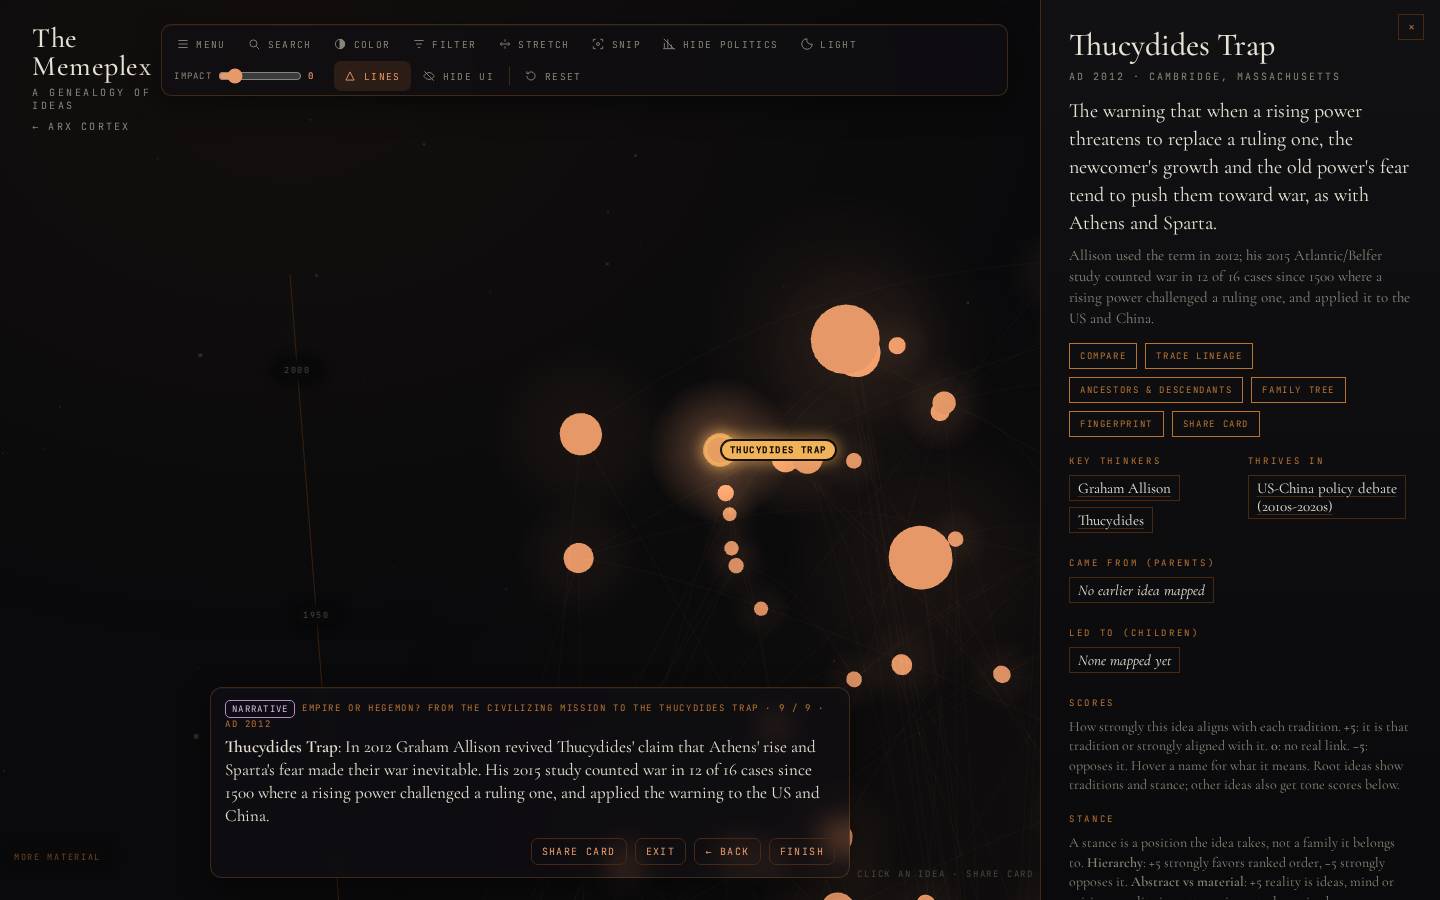 The
Memeplex
A GENEALOGY OF
IDEAS
← ARX CORTEX
MENU
SEARCH
COLOR
FILTER
STRETCH
SNIP
HIDE POLITICS
LIGHT
IMPACT
0
LINES
HIDE UI
RESET
2000
1950
THUCYDIDES TRAP
NARRATIVE EMPIRE OR HEGEMON? FROM THE CIVILIZING MISSION TO THE THUCYDIDES TRAP · 9 / 9 ·
AD 2012
Thucydides Trap: In 2012 Graham Allison revived Thucydides' claim that Athens' rise and
Sparta's fear made their war inevitable. His 2015 study counted war in 12 of 16 cases since
1500 where a rising power challenged a ruling one, and applied the warning to the US and
China.
SHARE CARD
EXIT
← BACK
FINISH
MORE MATERIAL
CLICK AN IDEA · SHARE CARD
×
Thucydides Trap
AD 2012 · CAMBRIDGE, MASSACHUSETTS
The warning that when a rising power
threatens to replace a ruling one, the
newcomer's growth and the old power's fear
tend to push them toward war, as with
Athens and Sparta.
Allison used the term in 2012; his 2015 Atlantic/Belfer
study counted war in 12 of 16 cases since 1500 where a
rising power challenged a ruling one, and applied it to the
US and China.
COMPARE
TRACE LINEAGE
ANCESTORS & DESCENDANTS
FAMILY TREE
FINGERPRINT
SHARE CARD
KEY THINKERS
Graham Allison
Thucydides
THRIVES IN
US-China policy debate
(2010s-2020s)
CAME FROM (PARENTS)
No earlier idea mapped
LED TO (CHILDREN)
None mapped yet
SCORES
How strongly this idea aligns with each tradition. +5: it is that
tradition or strongly aligned with it. 0: no real link. −5:
opposes it. Hover a name for what it means. Root ideas show
traditions and stance; other ideas also get tone scores below.
STANCE
A stance is a position the idea takes, not a family it belongs
to. Hierarchy: +5 strongly favors ranked order, −5 strongly
opposes it. Abstract vs material: +5 reality is ideas, mind or